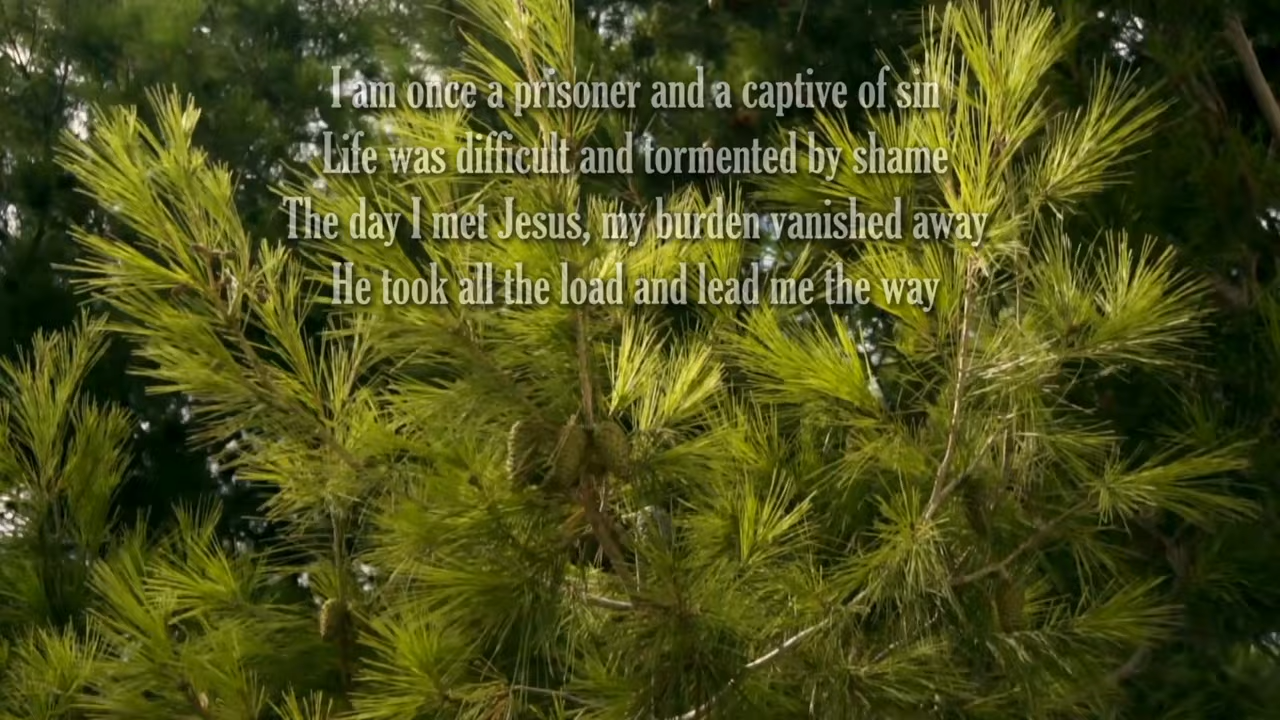 I am once a prisoner and a captive of sin
Life was difficult and tormented by shame
The day I met Jesus, my burden vanished away
He took all the load and lead me the way